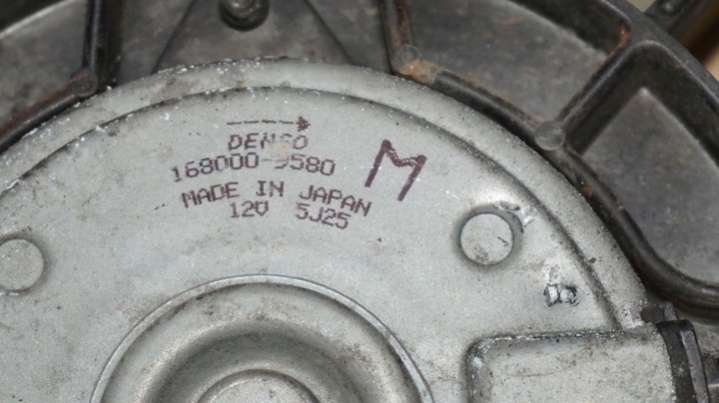 DENSO
168000-9580
M
MADE IN JAPAN
12V 5J25